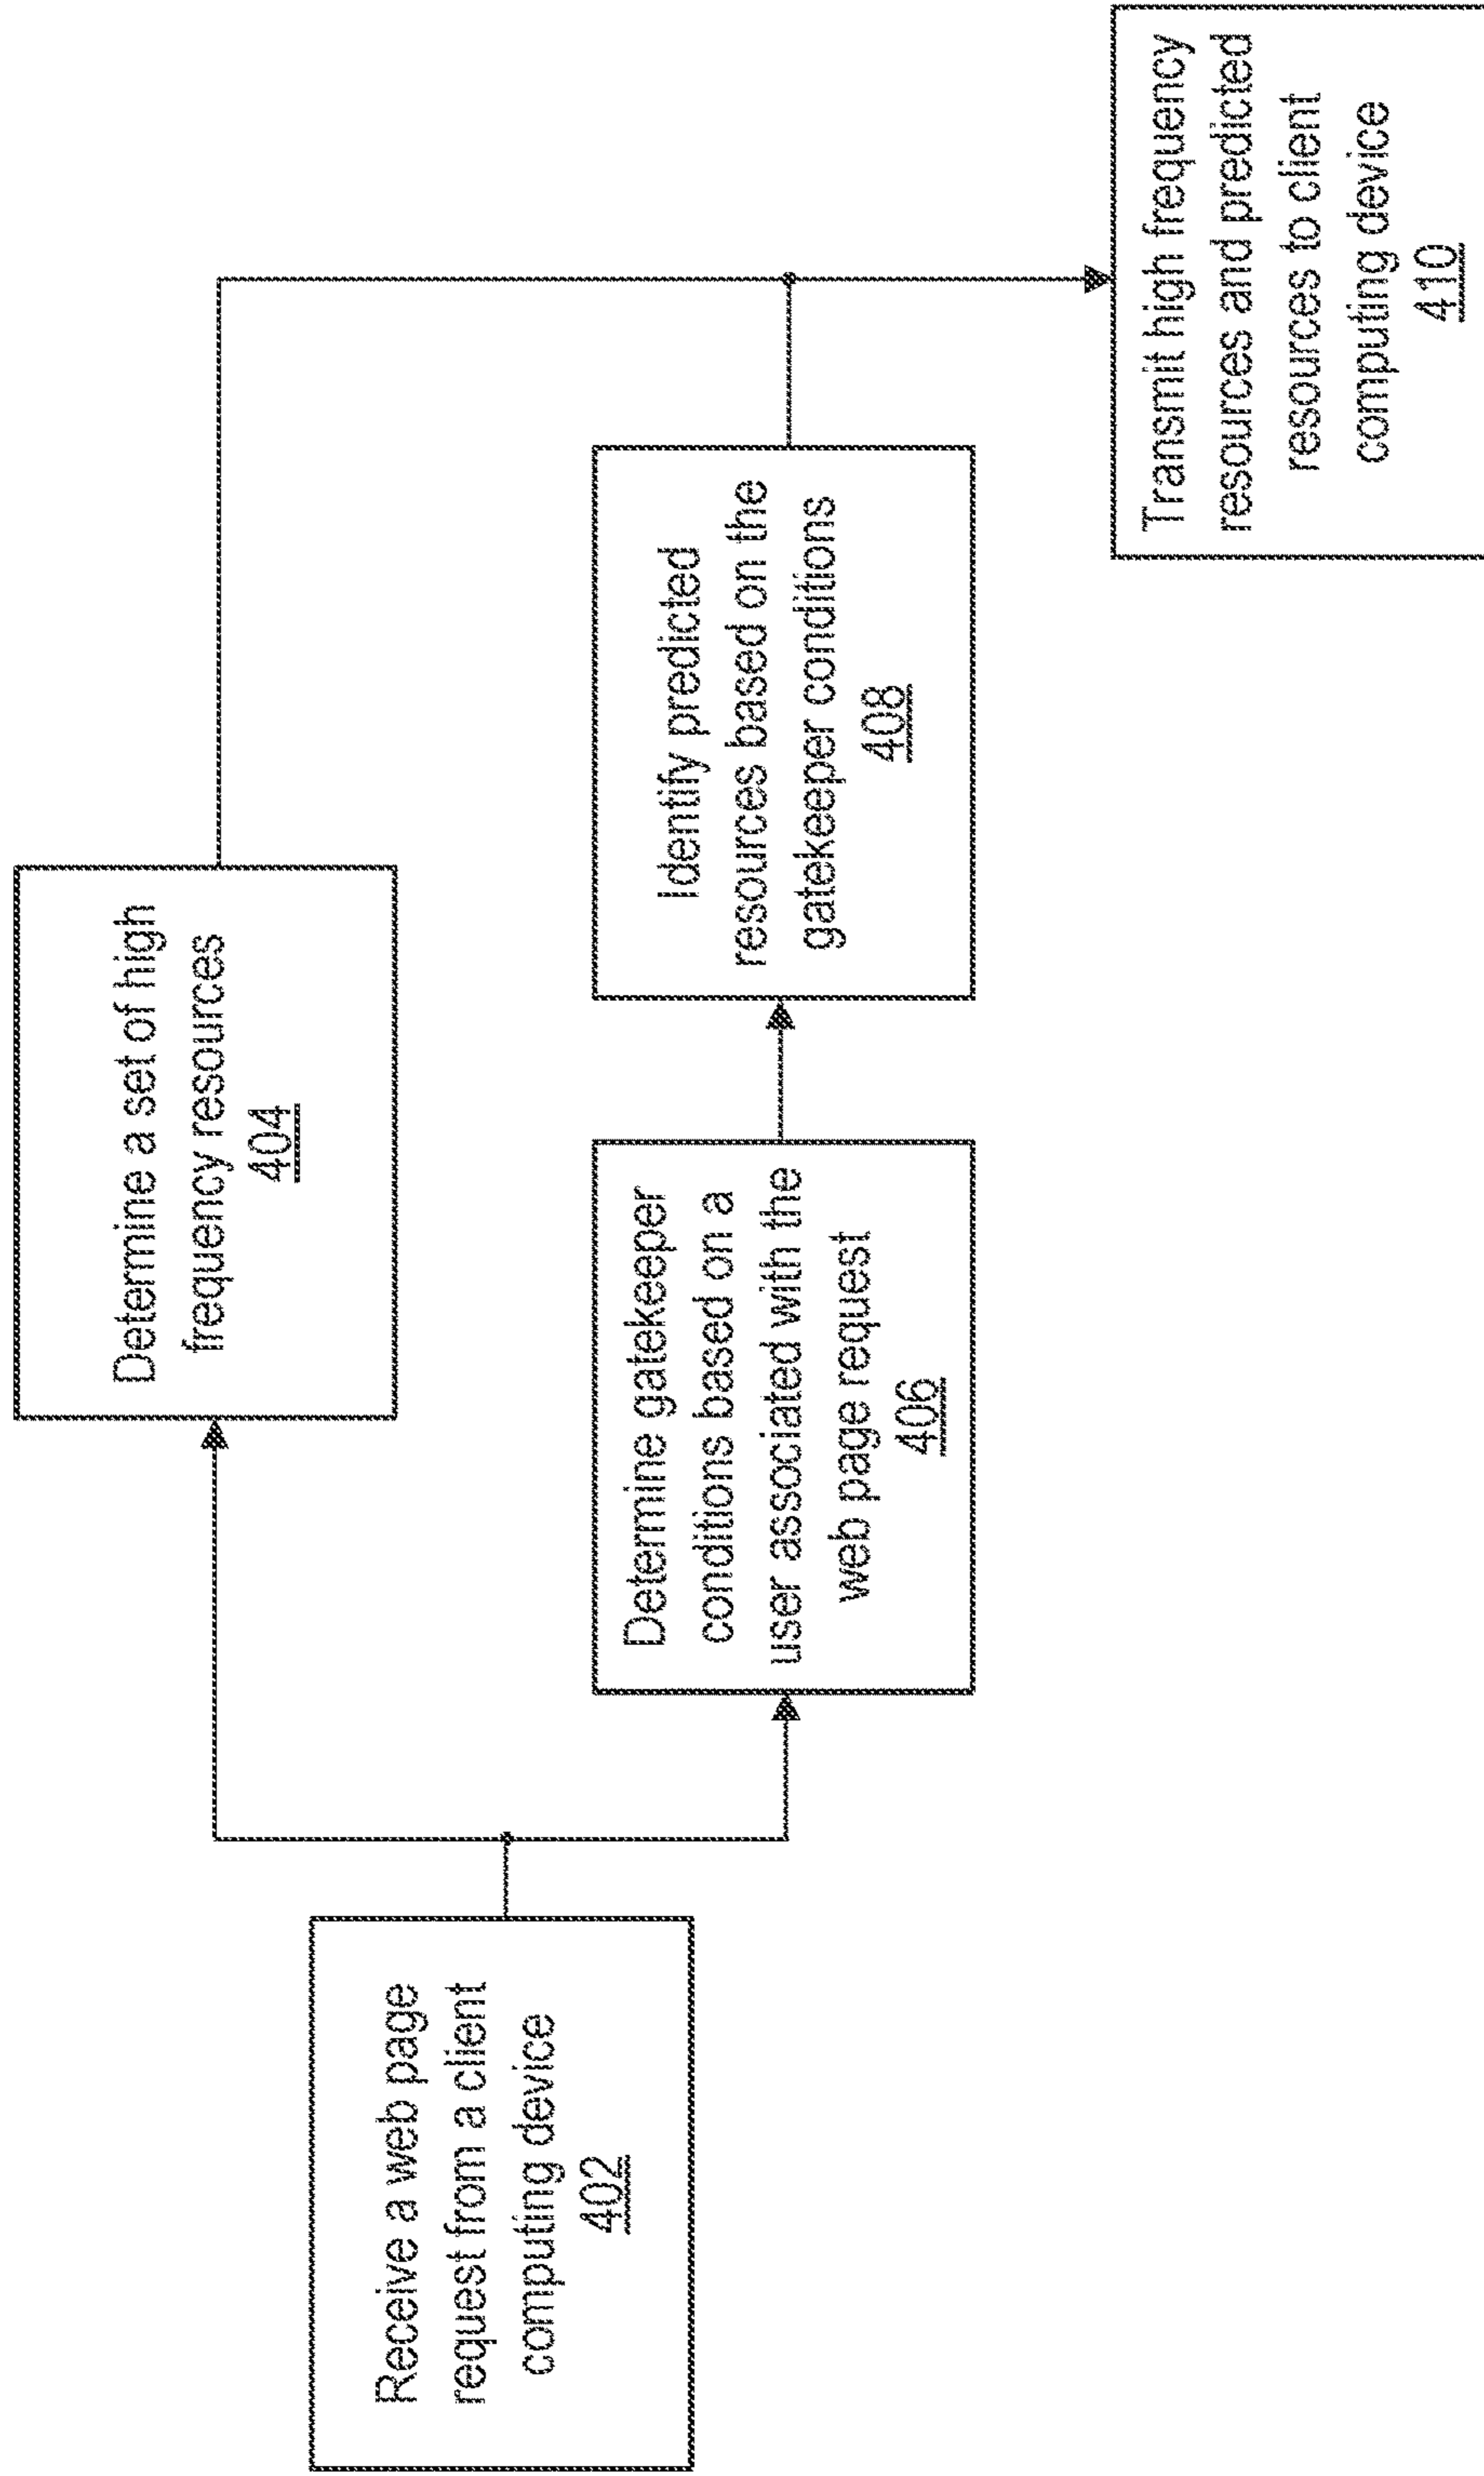 Receive a web page
request from a client
computing device
402
Determine a set of high
frequency resources
404
Determine gatekeeper
conditions based on a
user associated with the
web page request
406
Identify predicted
resources based on the
gatekeeper conditions
408
Transmit high frequency
resources and predicted
resources to client
computing device
410